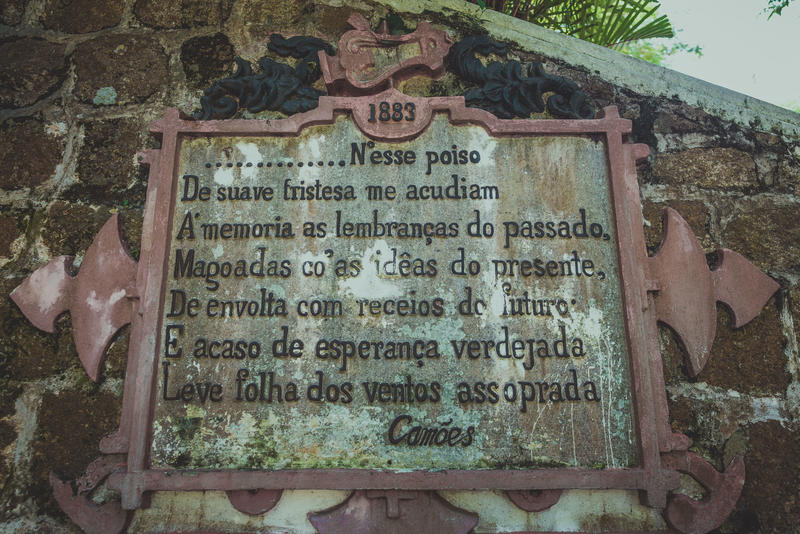 1883
..............N'esse poiso
De suave tristesa me acudiam
A' memoria as lembranças do passado,
Magoadas co'as idêas do presente,
De envolta com receios do futuro:
E acaso de esperança verdejada
Leve folha dos ventos assoprada
Camões